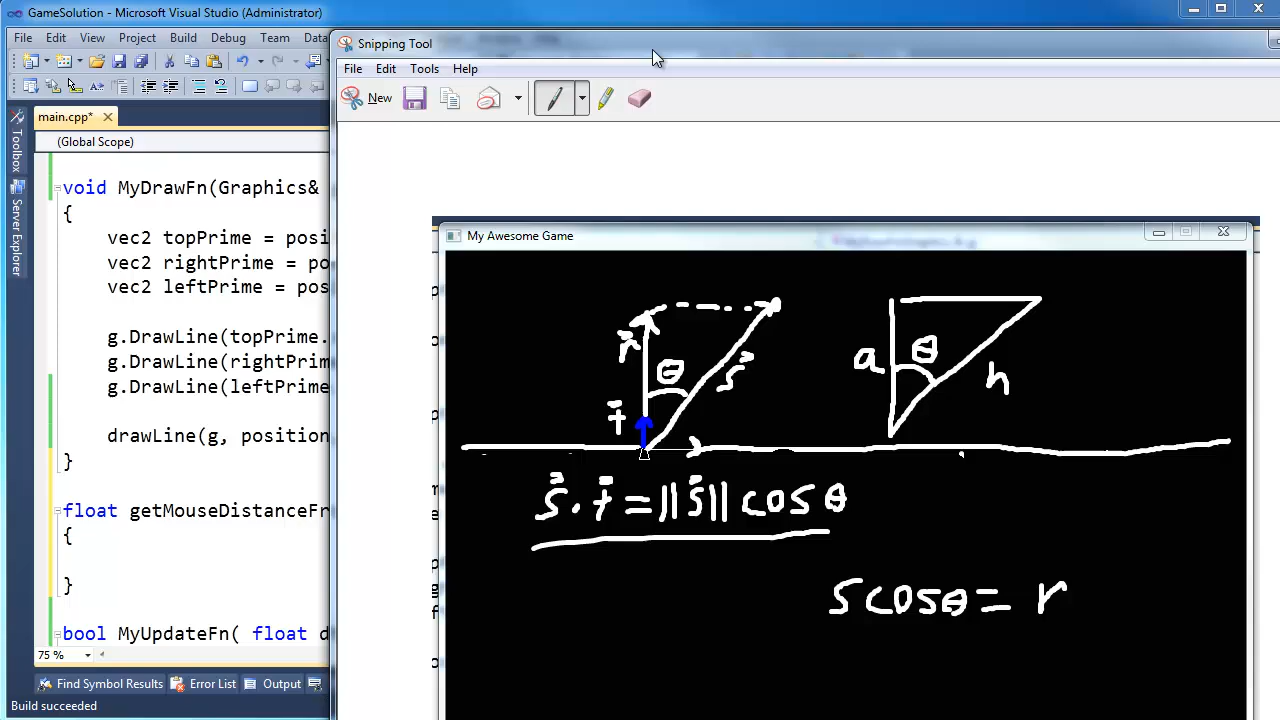 GameSolution - Microsoft Visual Studio (Administrator)
File Edit View Project Build Debug Team
Snipping Tool
File Edit Tools Help
New
main.cpp*
(Global Scope)
Toolbox
Server Explorer
void MyDrawFn(Graphics&
{
vec2 topPrime = posi
vec2 rightPrime = po
vec2 leftPrime = pos
g.DrawLine(topPrime.
g.DrawLine(rightPrim
g.DrawLine(leftPrime
drawLine(g, position
}
float getMouseDistanceFr
{
}
bool MyUpdateFn( float d
75 %
Find Symbol Results Error List Output
Build succeeded
My Awesome Game
r⃗ θ s⃗
f⃗
a θ h
s⃗ · f⃗ = ||s⃗|| cos θ
s cos θ = r